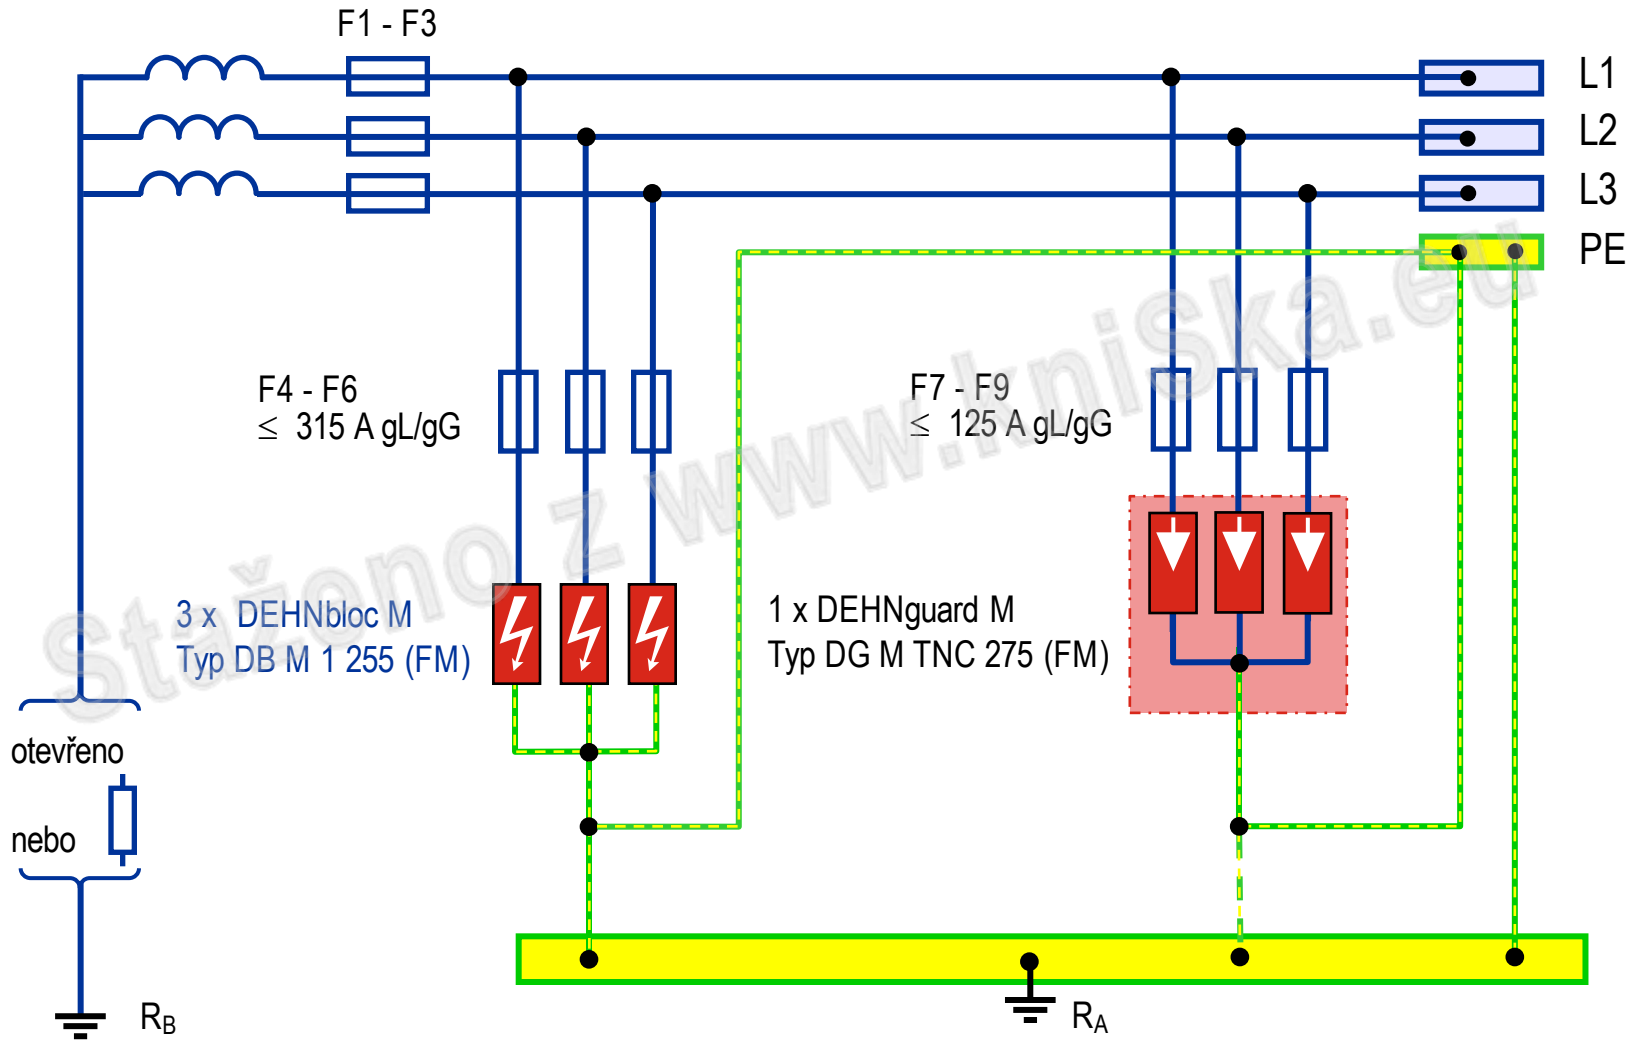 F1 - F3
L1
L2
L3
PE
F4 - F6
≤ 315 A gL/gG
F7 - F9
≤ 125 A gL/gG
3 x DEHNbloc M
Typ DB M 1 255 (FM)
1 x DEHNguard M
Typ DG M TNC 275 (FM)
otevřeno
nebo
RB
RA
Staženo z www.kniSka.eu